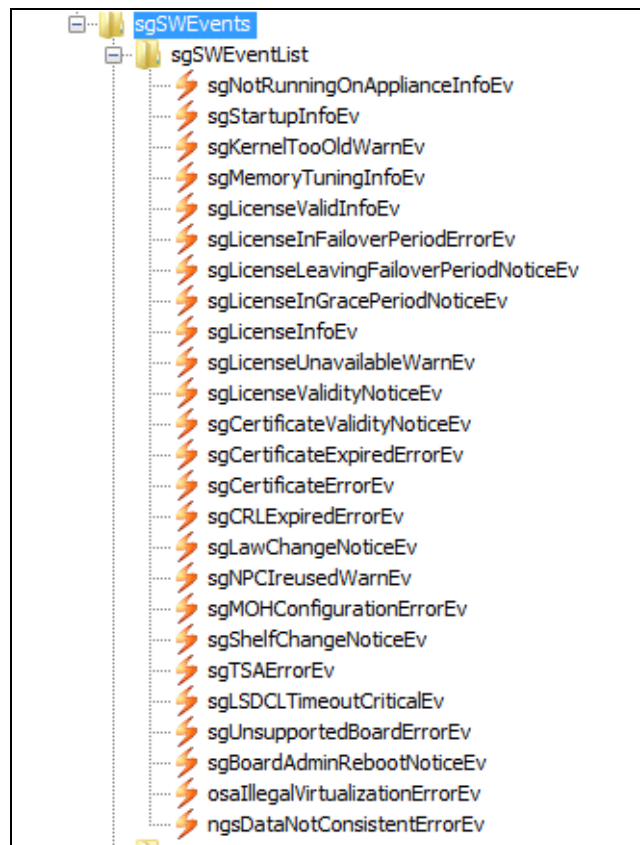 sgSWEvents
sgSWEventList
sgNotRunningOnApplianceInfoEv
sgStartupInfoEv
sgKernelTooOldWarnEv
sgMemoryTuningInfoEv
sgLicenseValidInfoEv
sgLicenseInFailoverPeriodErrorEv
sgLicenseLeavingFailoverPeriodNoticeEv
sgLicenseInGracePeriodNoticeEv
sgLicenseInfoEv
sgLicenseUnavailableWarnEv
sgLicenseValidityNoticeEv
sgCertificateValidityNoticeEv
sgCertificateExpiredErrorEv
sgCertificateErrorEv
sgCRLExpiredErrorEv
sgLawChangeNoticeEv
sgNPCIreusedWarnEv
sgMOHConfigurationErrorEv
sgShelfChangeNoticeEv
sgTSAErrorEv
sgLSDCLTimeoutCriticalEv
sgUnsupportedBoardErrorEv
sgBoardAdminRebootNoticeEv
osaIllegalVirtualizationErrorEv
ngsDataNotConsistentErrorEv